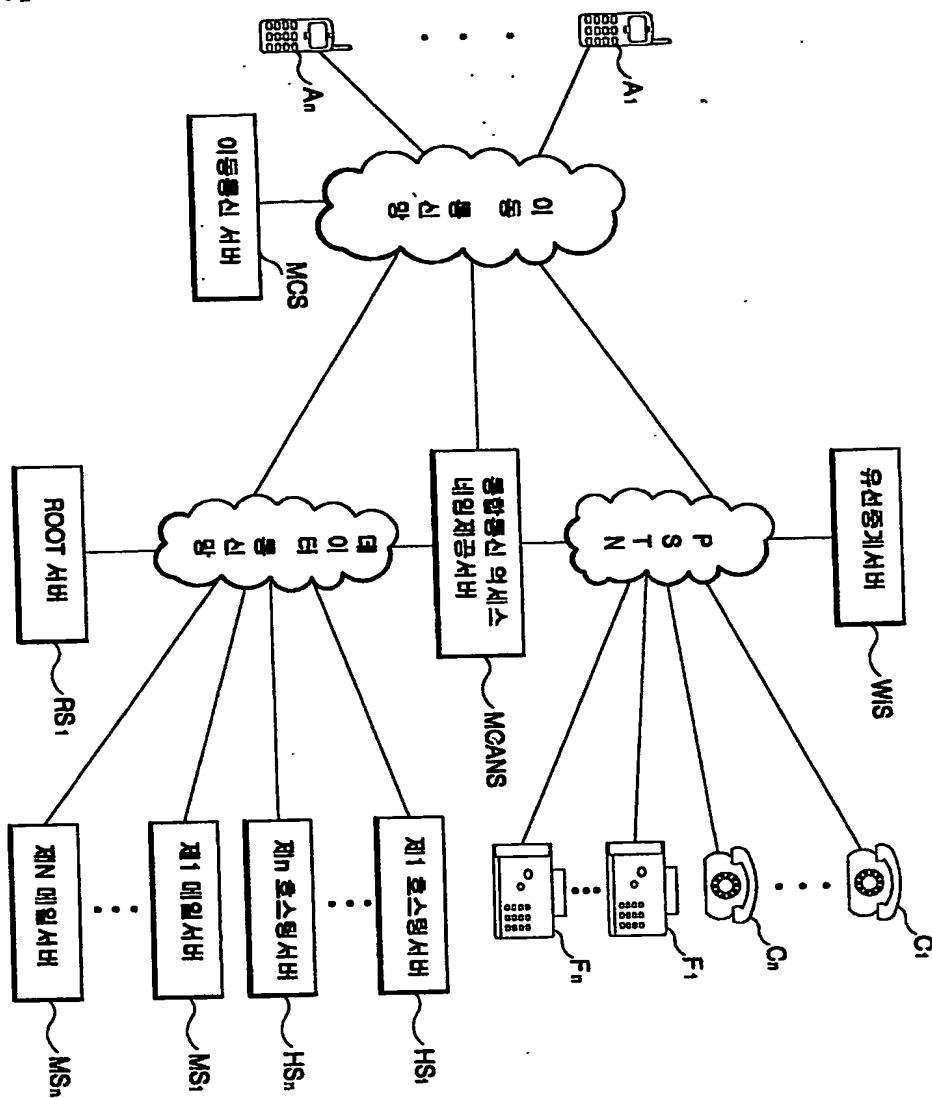 C₁
Cn
F₁
Fn
HS₁
HSn
MS₁
MSn
제1 호스팅서버
제n 호스팅서버
제1 메일서버
제N 메일서버
WIS
MCANS
RS₁
유선중계서버
P S T N
통합통신 억세스
네임제공서버
데 이 터 통 신 망
ROOT 서버
이 동 통 신 망
MCS
이동통신 서버
A₁
An